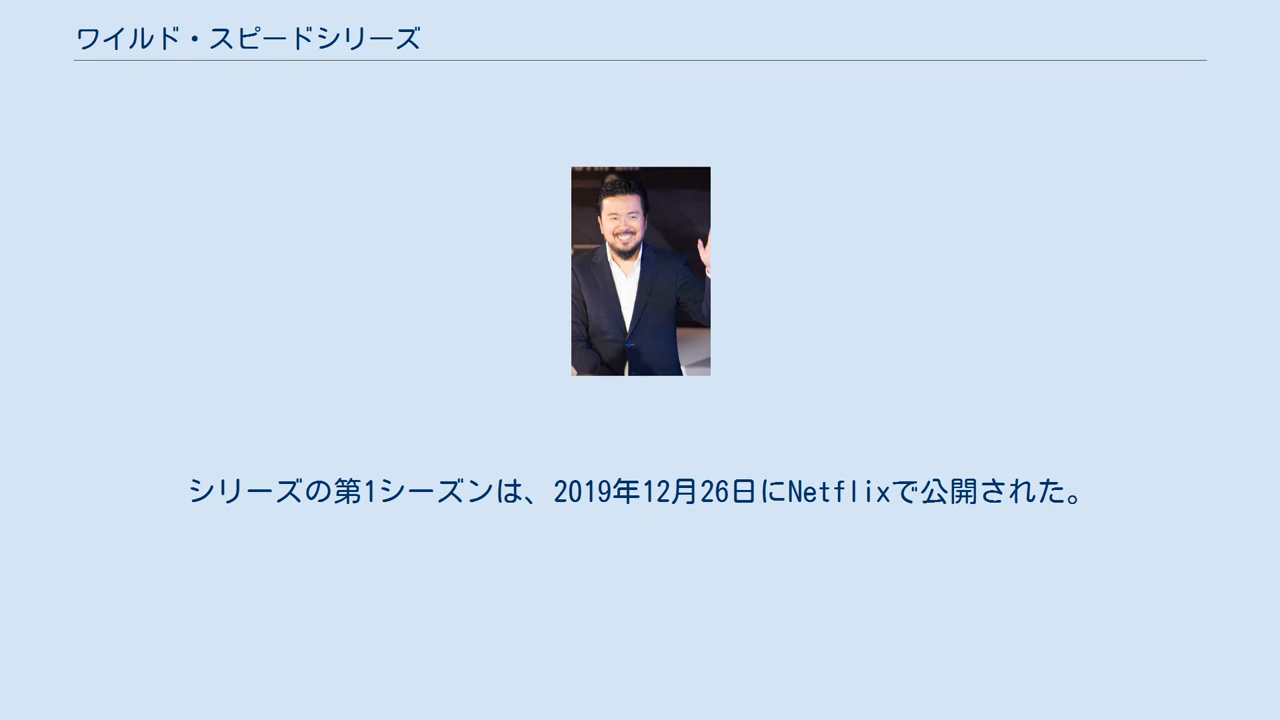 ワイルド・スピードシリーズ
シリーズの第1シーズンは、2019年12月26日にNetflixで公開された。